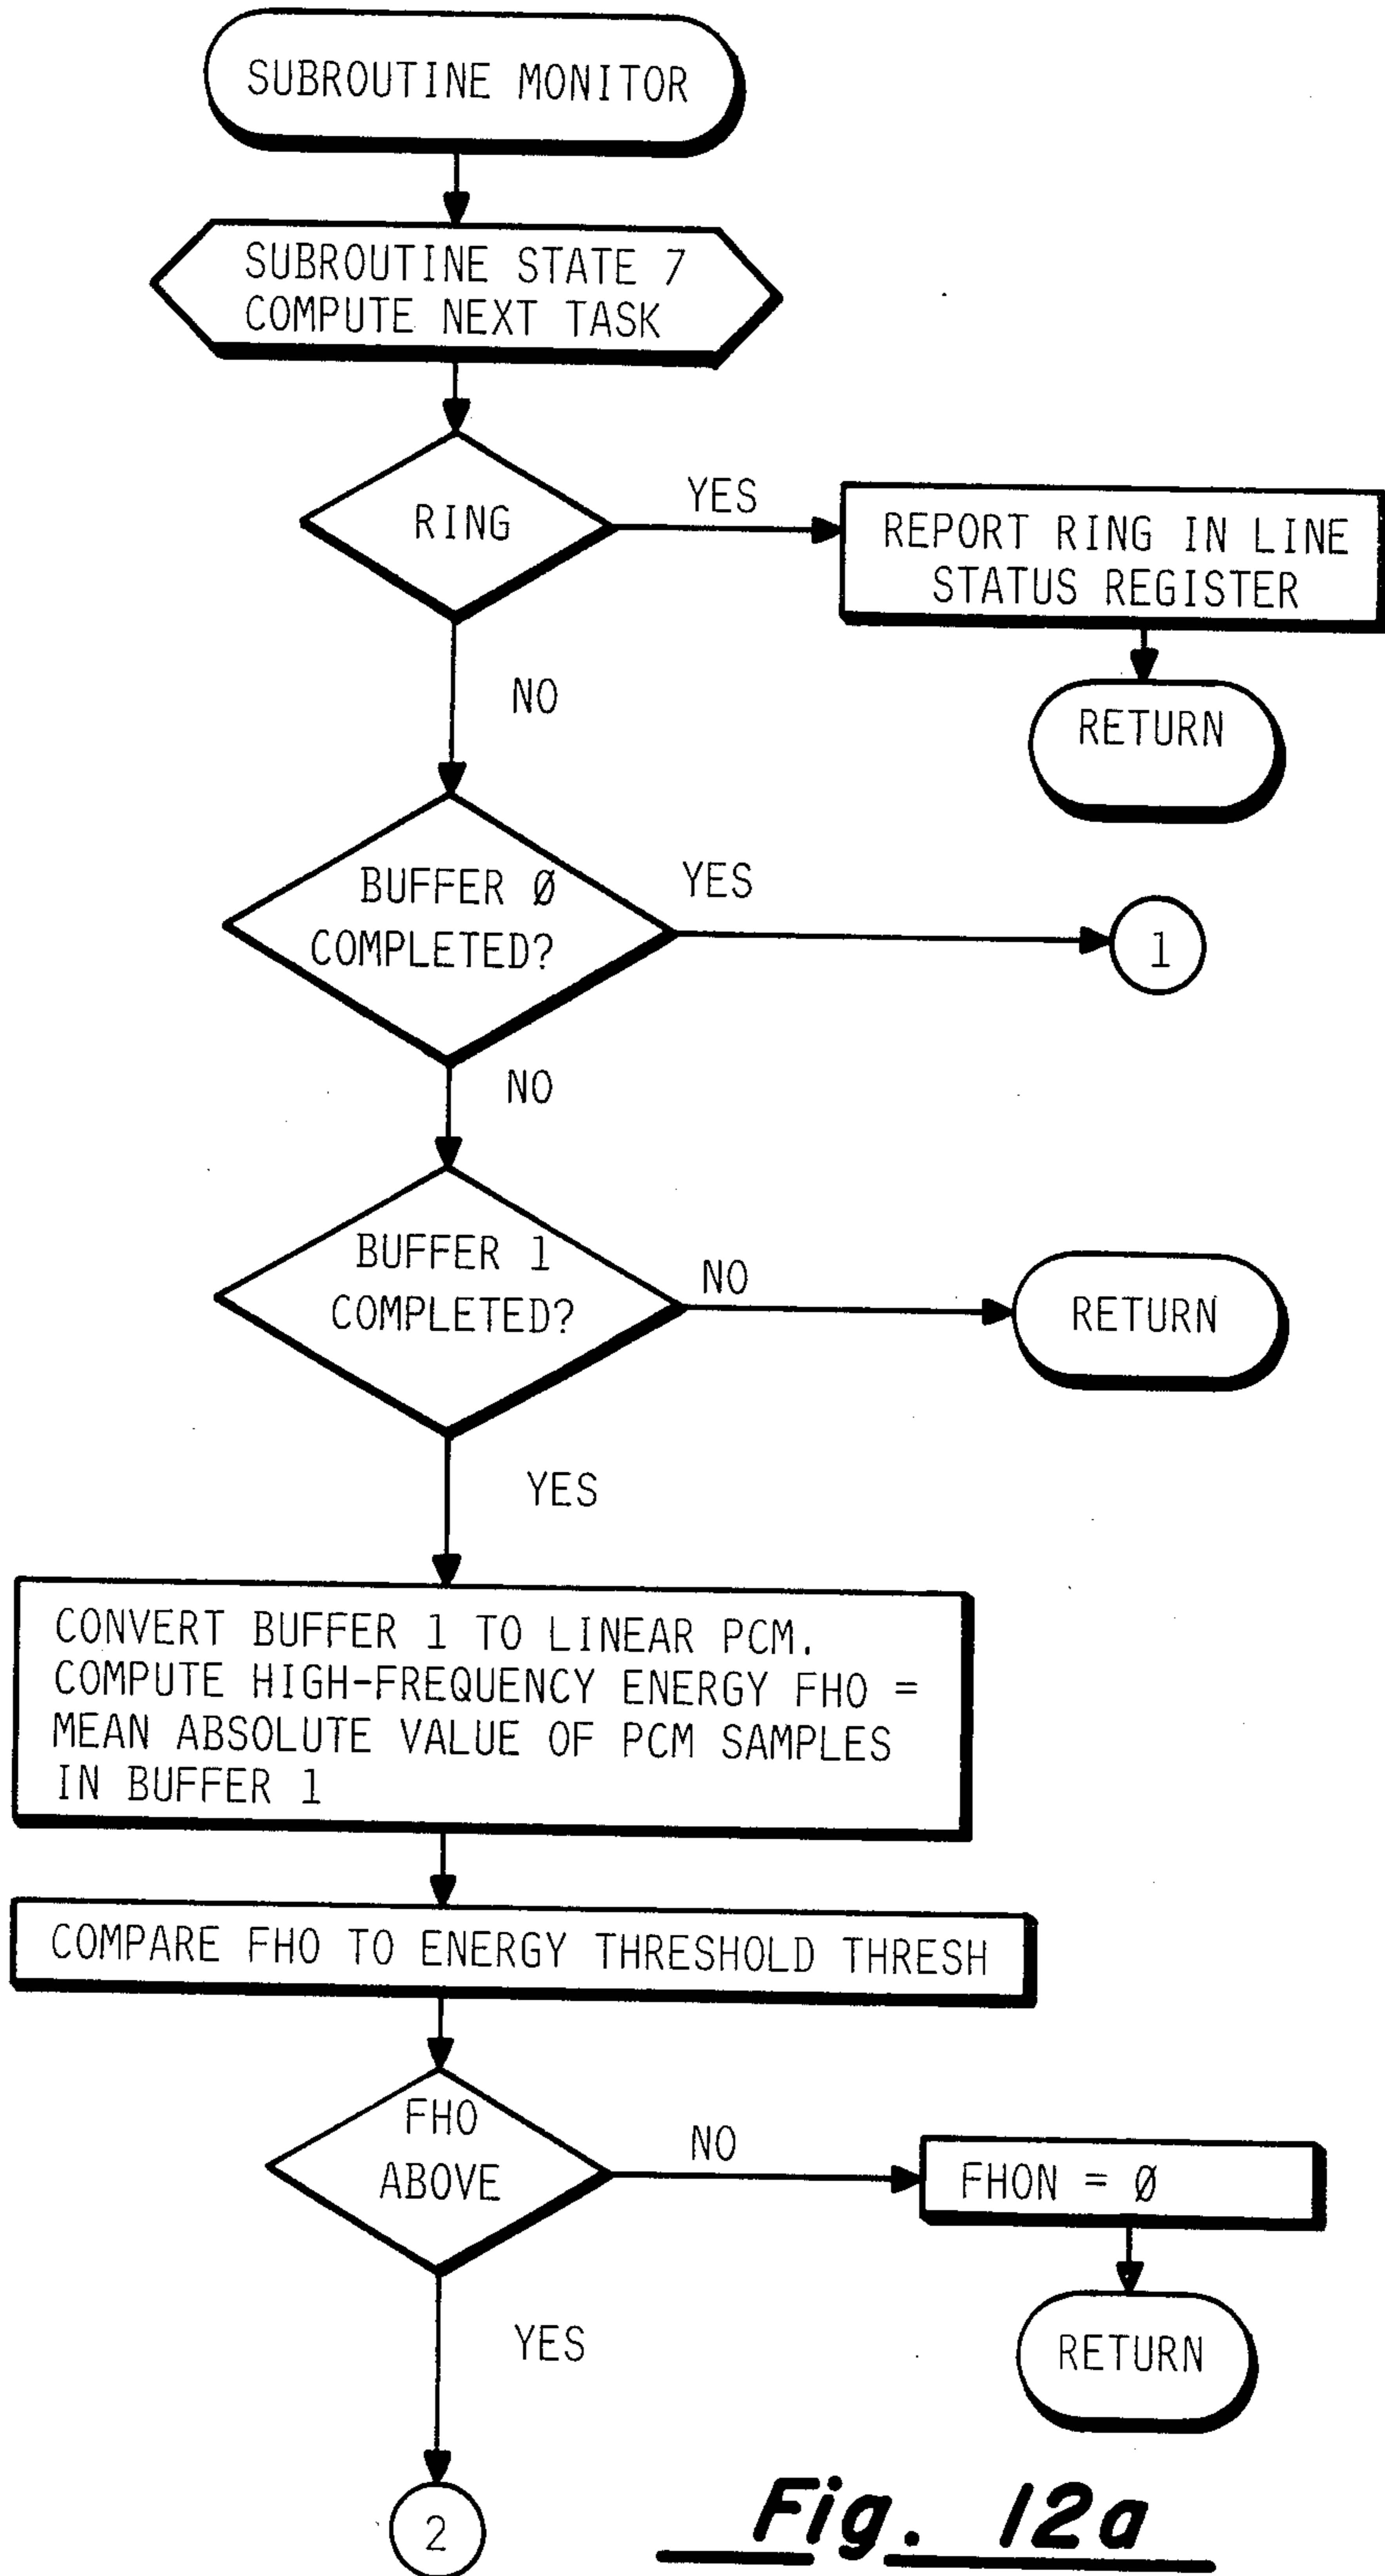 SUBROUTINE MONITOR
SUBROUTINE STATE 7
COMPUTE NEXT TASK
RING
YES
REPORT RING IN LINE
STATUS REGISTER
RETURN
NO
BUFFER Ø
COMPLETED?
YES
1
NO
BUFFER 1
COMPLETED?
NO
RETURN
YES
CONVERT BUFFER 1 TO LINEAR PCM.
COMPUTE HIGH-FREQUENCY ENERGY FHO =
MEAN ABSOLUTE VALUE OF PCM SAMPLES
IN BUFFER 1
COMPARE FHO TO ENERGY THRESHOLD THRESH
FHO
ABOVE
NO
FHON = Ø
RETURN
YES
2
Fig. 12a